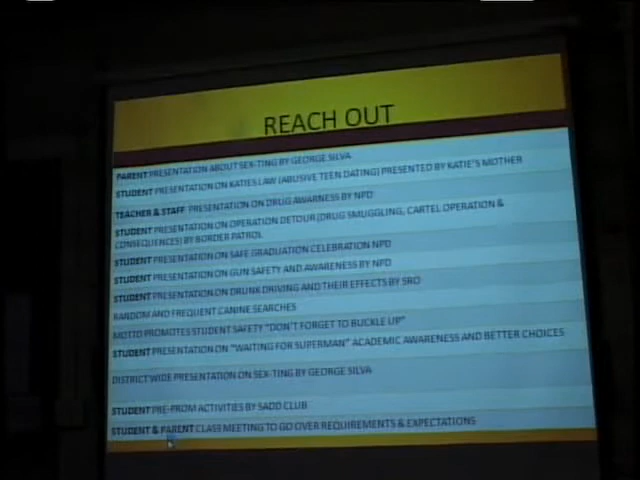 REACH OUT
PARENT PRESENTATION ABOUT SEX-TING BY GEORGE SILVA
STUDENT PRESENTATION ON KATIES LAW (ABUSIVE TEEN DATING) PRESENTED BY KATIE'S MOTHER
TEACHER & STAFF PRESENTATION ON DRUG AWARNESS BY NPD
STUDENT PRESENTATION ON OPERATION DETOUR (DRUG SMUGGLING, CARTEL OPERATION &
CONSEQUENCES) BY BORDER PATROL
STUDENT PRESENTATION ON SAFE GRADUATION CELEBRATION NPD
STUDENT PRESENTATION ON GUN SAFETY AND AWARENESS BY NPD
STUDENT PRESENTATION ON DRUNK DRIVING AND THEIR EFFECTS BY SRO
RANDOM AND FREQUENT CANINE SEARCHES
MOTTO PROMOTES STUDENT SAFETY "DON'T FORGET TO BUCKLE UP"
STUDENT PRESENTATION ON "WAITING FOR SUPERMAN" ACADEMIC AWARENESS AND BETTER CHOICES
DISTRICT WIDE PRESENTATION ON SEX-TING BY GEORGE SILVA
STUDENT PRE-PROM ACTIVITIES BY SADD CLUB
STUDENT & PARENT CLASS MEETING TO GO OVER REQUIREMENTS & EXPECTATIONS